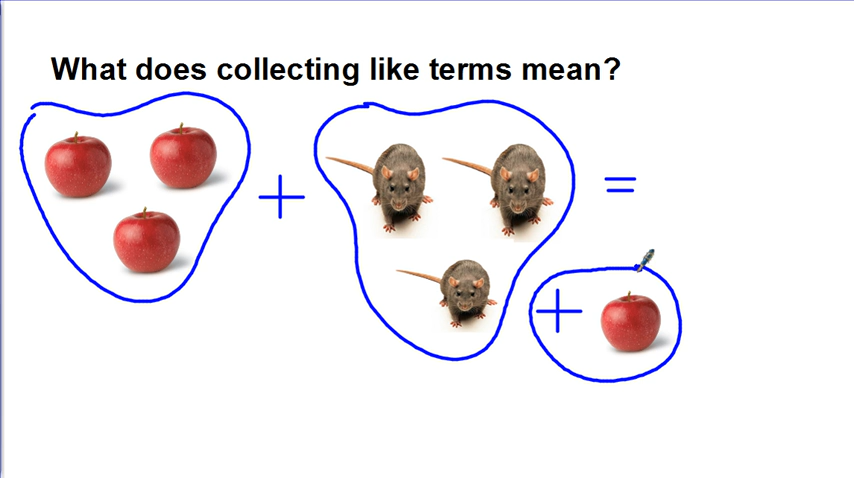 What does collecting like terms mean?
+ =
+